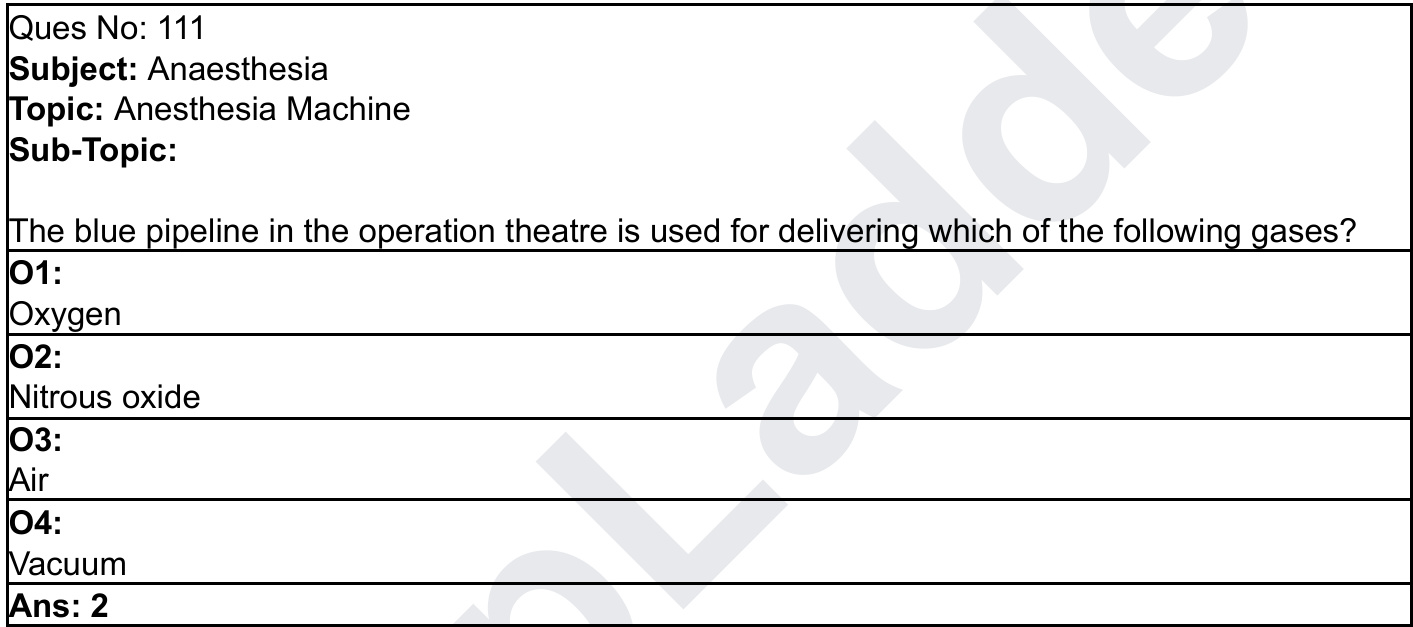 Ques No: 111
Subject: Anaesthesia
Topic: Anesthesia Machine
Sub-Topic:
The blue pipeline in the operation theatre is used for delivering which of the following gases?
O1:
Oxygen
O2:
Nitrous oxide
O3:
Air
O4:
Vacuum
Ans: 2